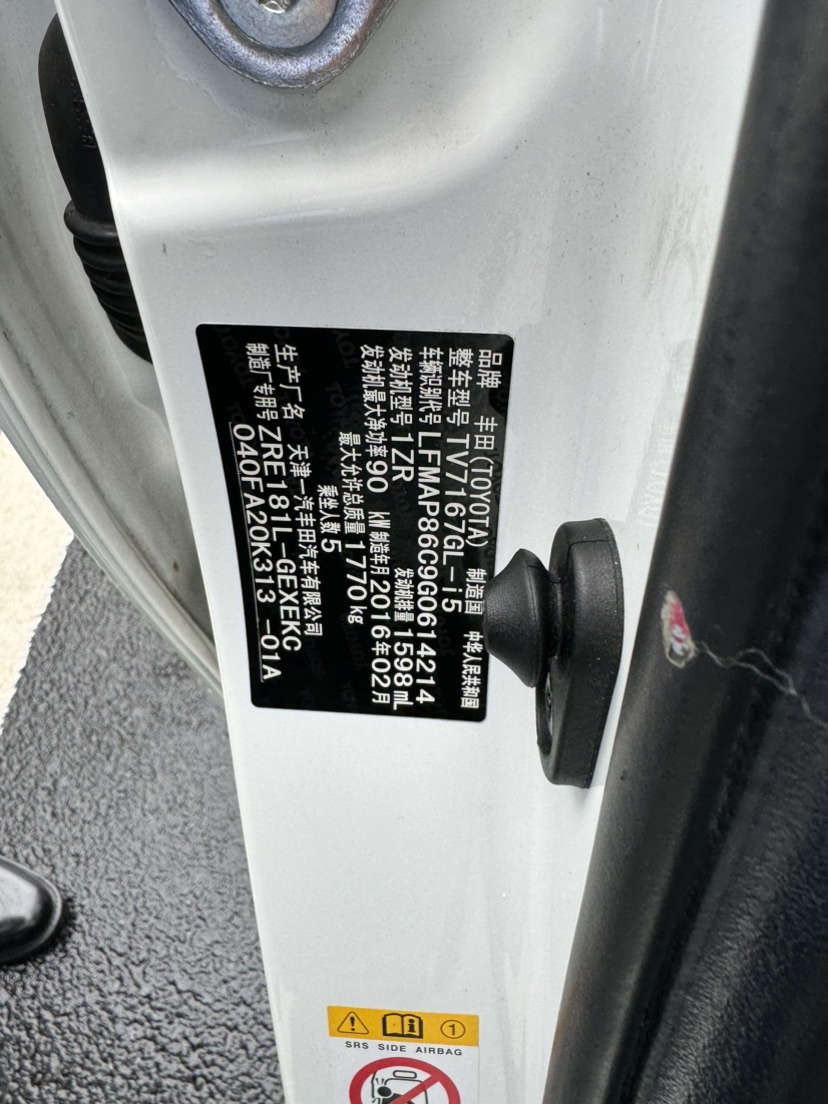 品牌 丰田(TOYOTA) 制造国 中华人民共和国
整车型号 TV7167GL-i5
车辆识别代号 LFMAP86C9G0614214
发动机型号 1ZR 发动机排量 1598 mL
发动机最大净功率 90 kW 制造年月 2016年02月
最大允许总质量 1770 kg
乘坐人数 5
生产厂名 天津一汽丰田汽车有限公司
制造厂专用号 ZRE181L-GEXEKC
040FA20K313 -01A
1
SRS SIDE AIRBAG